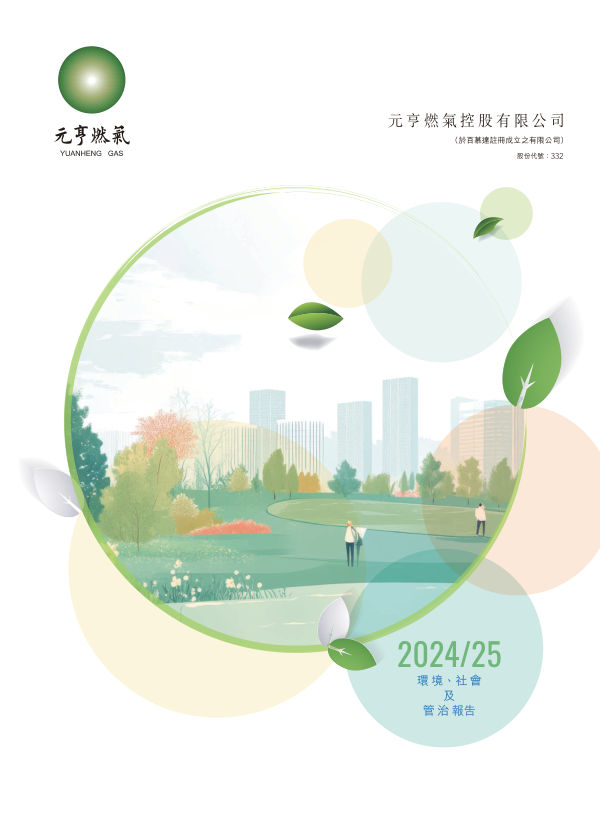 元亨燃氣
YUANHENG GAS
元亨燃氣控股有限公司
（於百慕達註冊成立之有限公司）
股份代號：332
2024/25
環境、社會
及
管治報告